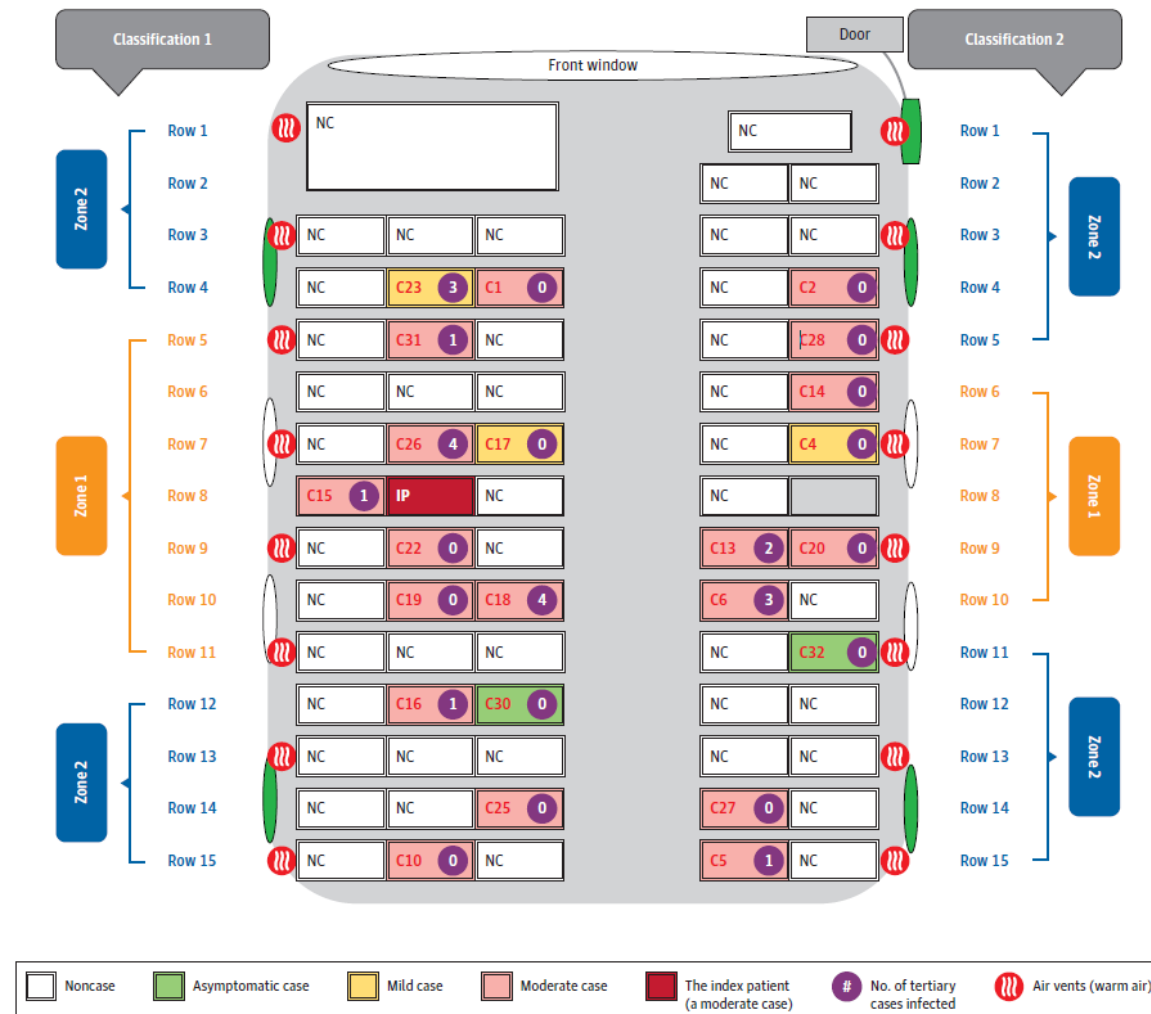 Classification 1
Door
Classification 2
Front window
Row 1 NC NC Row 1
Row 2 NC NC Row 2
Row 3 NC NC NC NC NC Row 3
Row 4 NC C23 3 C1 0 NC C2 0 Row 4
Row 5 NC C31 1 NC NC C28 0 Row 5
Row 6 NC NC NC NC C14 0 Row 6
Row 7 NC C26 4 C17 0 NC C4 0 Row 7
Row 8 C15 1 IP NC NC Row 8
Row 9 NC C22 0 NC C13 2 C20 0 Row 9
Row 10 NC C19 0 C18 4 C6 3 NC Row 10
Row 11 NC NC NC NC C32 0 Row 11
Row 12 NC C16 1 C30 0 NC NC Row 12
Row 13 NC NC NC NC NC Row 13
Row 14 NC NC C25 0 C27 0 NC Row 14
Row 15 NC C10 0 NC C5 1 NC Row 15
Zone 2
Zone 1
Zone 2
Zone 2
Zone 1
Zone 2
Noncase
Asymptomatic case
Mild case
Moderate case
The index patient
(a moderate case)
# No. of tertiary
cases infected
Air vents (warm air)